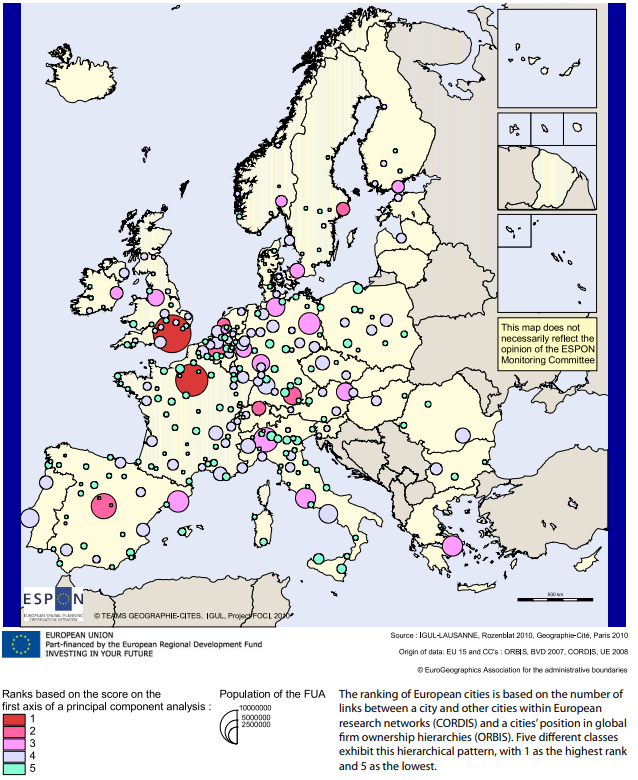 This map does not
necessarily reflect the
opinion of the ESPON
Monitoring Committee
500 km
ESPON
EUROPEAN SPATIAL PLANNING
OBSERVATION NETWORK
© TEAMS GEOGRAPHIE-CITES, IGUL, Project FOCI, 2010
EUROPEAN UNION
Part-financed by the European Regional Development Fund
INVESTING IN YOUR FUTURE
Source : IGUL-LAUSANNE, Rozenblat 2010, Geographie-Cité, Paris 2010
Origin of data: EU 15 and CC's : ORBIS, BVD 2007, CORDIS, UE 2008
© EuroGeographics Association for the administrative boundaries
Ranks based on the score on the
first axis of a principal component analysis :
1
2
3
4
5
Population of the FUA
10000000
5000000
2500000
The ranking of European cities is based on the number of
links between a city and other cities within European
research networks (CORDIS) and a cities' position in global
firm ownership hierarchies (ORBIS). Five different classes
exhibit this hierarchical pattern, with 1 as the highest rank
and 5 as the lowest.